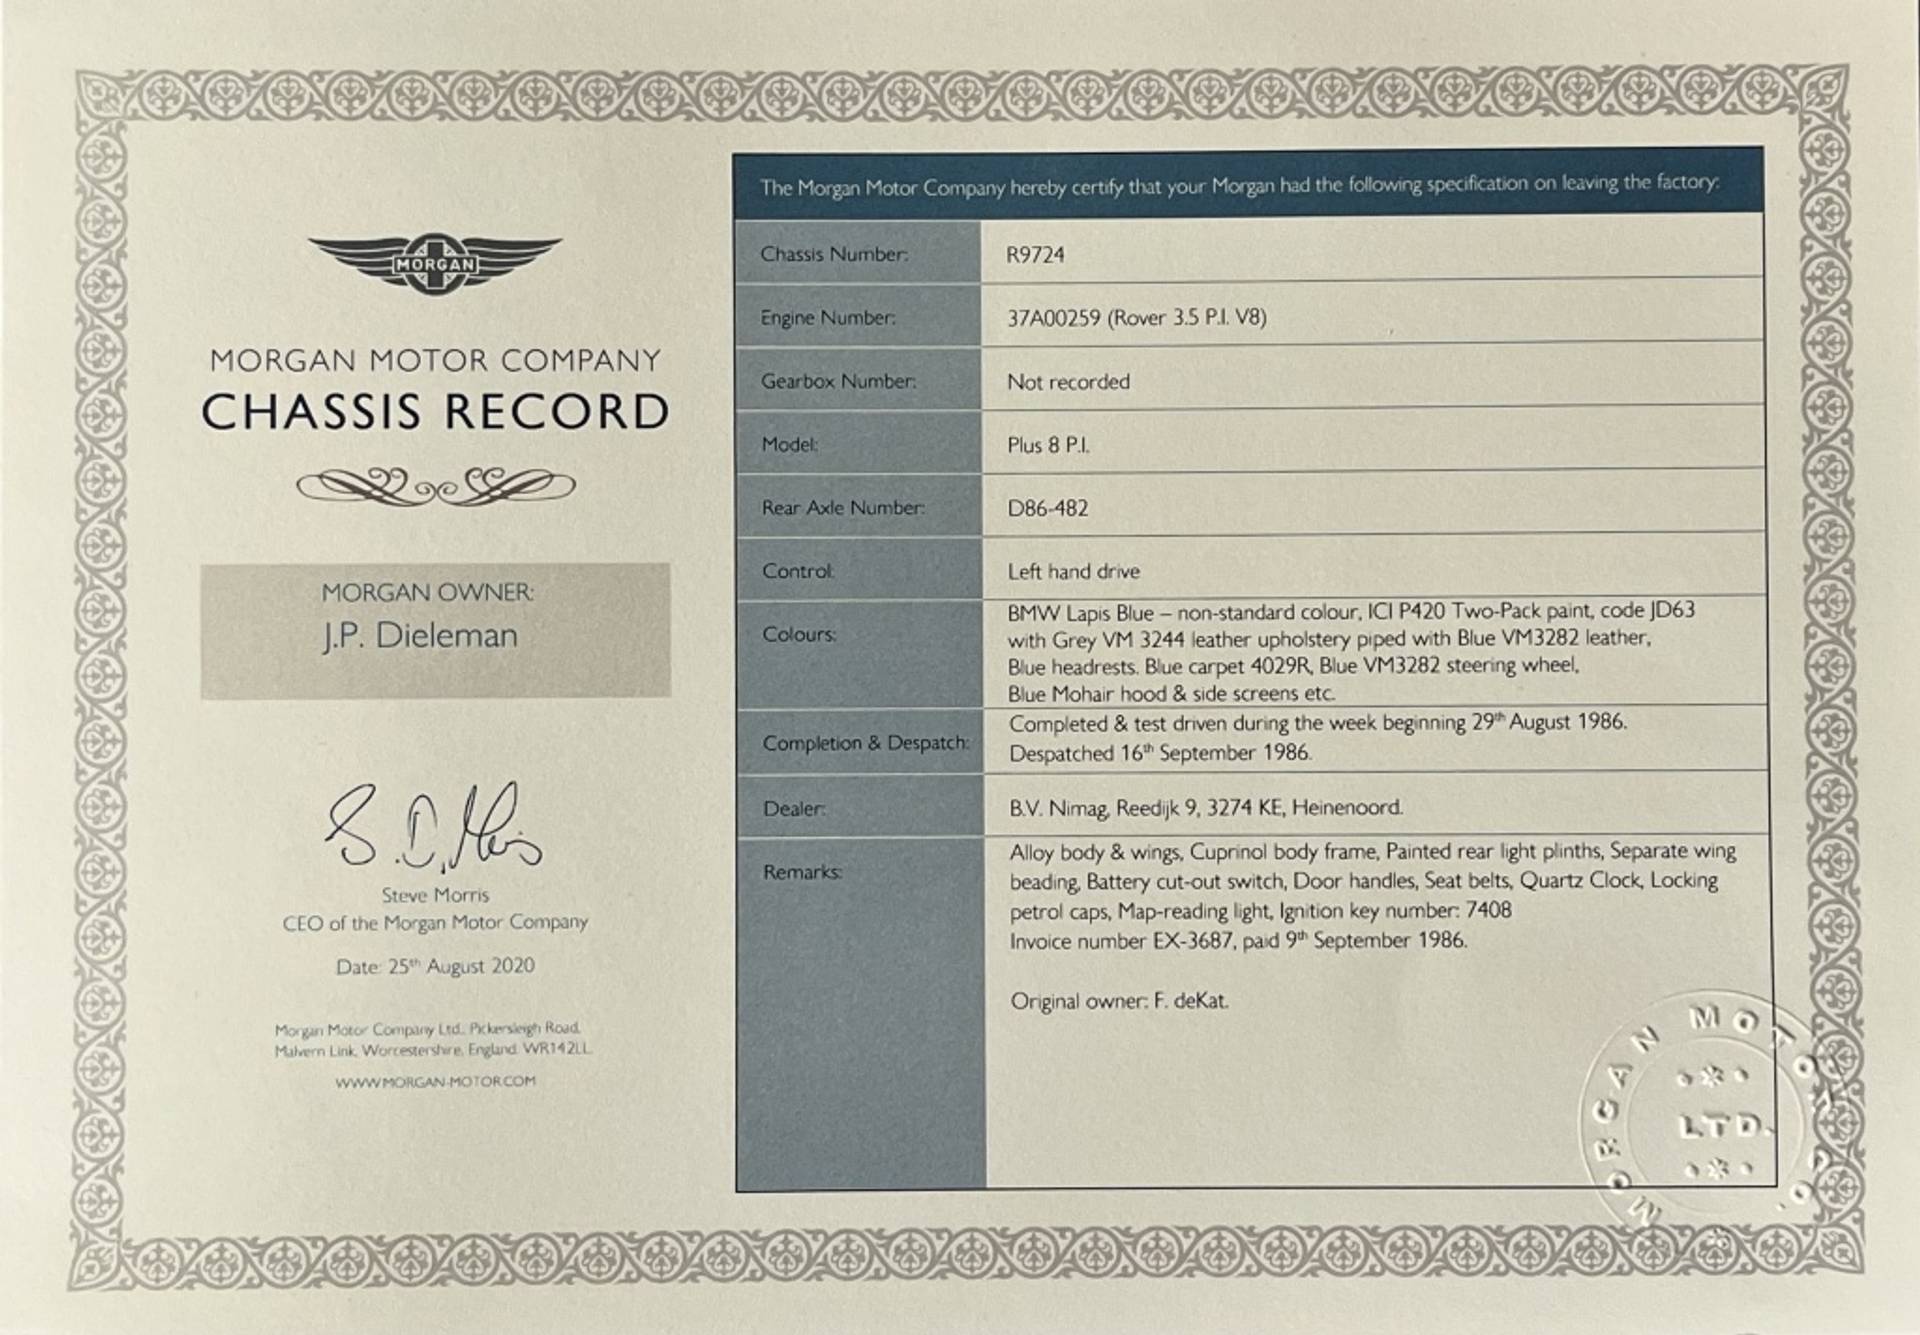 MORGAN
MORGAN MOTOR COMPANY
CHASSIS RECORD
MORGAN OWNER:
J.P. Dieleman
S.D. Morris
Steve Morris
CEO of the Morgan Motor Company
Date: 25th August 2020
Morgan Motor Company Ltd., Pickersleigh Road,
Malvern Link, Worcestershire, England. WR142LL
WWW.MORGAN-MOTOR.COM
The Morgan Motor Company hereby certify that your Morgan had the following specification on leaving the factory:
Chassis Number: R9724
Engine Number: 37A00259 (Rover 3.5 P.I. V8)
Gearbox Number: Not recorded
Model: Plus 8 P.I.
Rear Axle Number: D86-482
Control: Left hand drive
Colours: BMW Lapis Blue – non-standard colour, ICI P420 Two-Pack paint, code JD63
with Grey VM 3244 leather upholstery piped with Blue VM3282 leather,
Blue headrests. Blue carpet 4029R, Blue VM3282 steering wheel,
Blue Mohair hood & side screens etc.
Completion & Despatch: Completed & test driven during the week beginning 29th August 1986.
Despatched 16th September 1986.
Dealer: B.V. Nimag, Reedijk 9, 3274 KE, Heinenoord.
Remarks: Alloy body & wings, Cuprinol body frame, Painted rear light plinths, Separate wing
beading, Battery cut-out switch, Door handles, Seat belts, Quartz Clock, Locking
petrol caps, Map-reading light, Ignition key number: 7408
Invoice number EX-3687, paid 9th September 1986.
Original owner: F. deKat.
MORGAN MOTOR CO.
LTD.